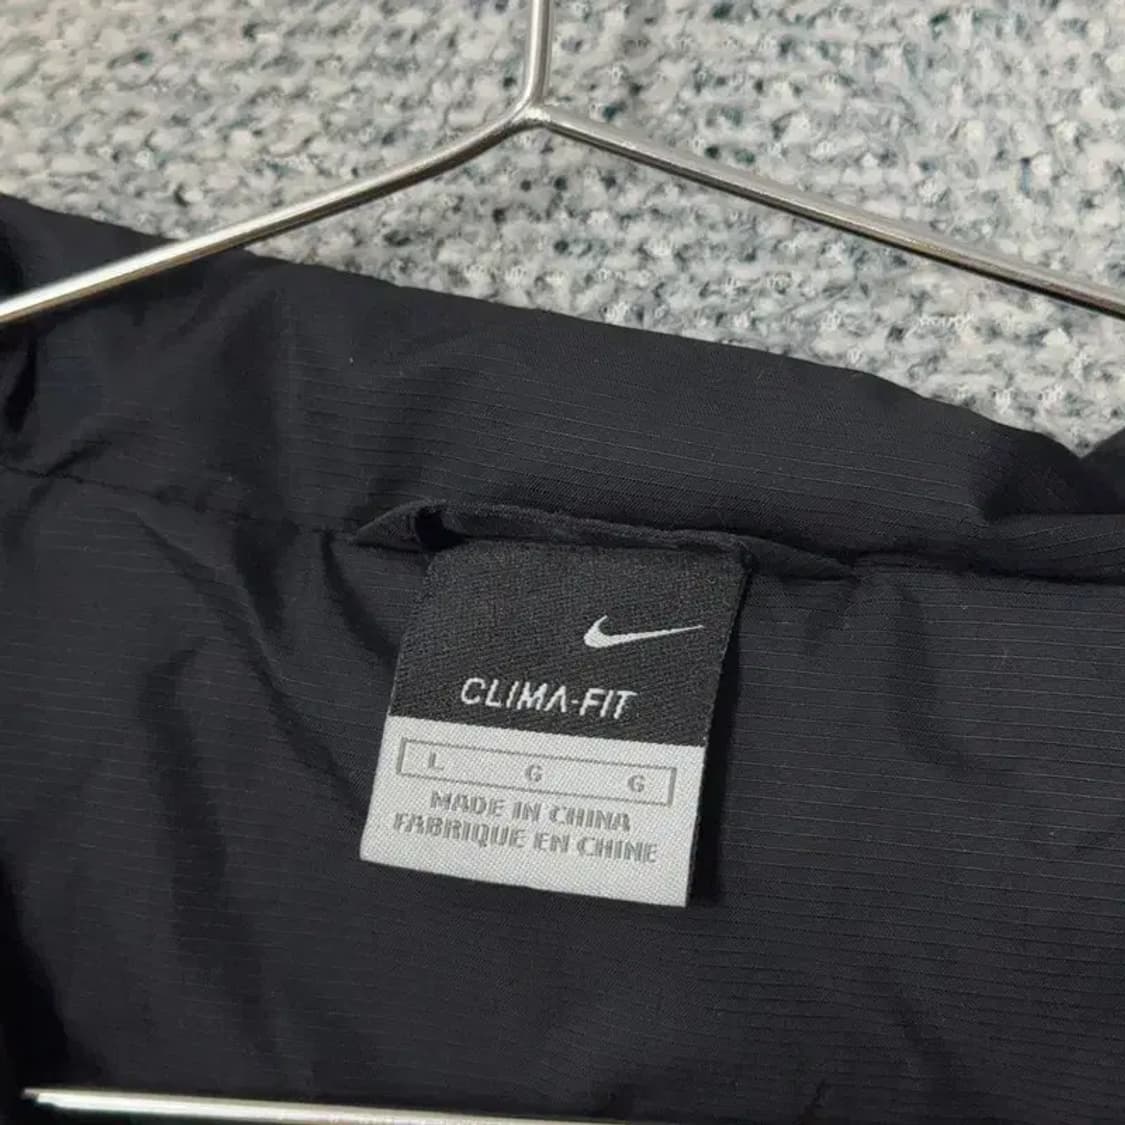 CLIMA-FIT
L G G
MADE IN CHINA
FABRIQUE EN CHINE